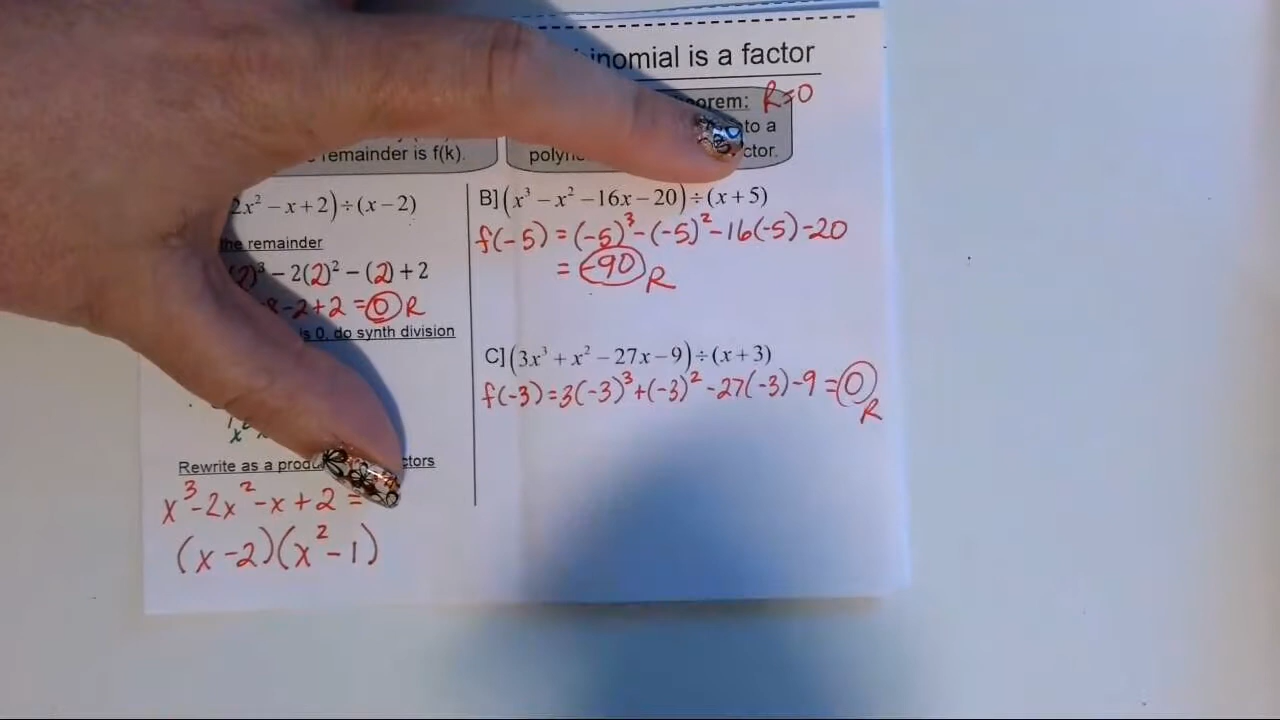 binomial is a factor
orem: R=0
to a
remainder is f(k).
ctor.
2x² − x + 2) ÷ (x − 2)
the remainder
(2)³ − 2(2)² − (2) + 2
8 - 2 + 2 = 0 R
is 0, do synth division
Rewrite as a produ ctors
x³ - 2x² - x + 2 =
(x - 2)(x² - 1)
B] (x³ − x² − 16x − 20) ÷ (x + 5)
f(-5) = (-5)³ - (-5)² - 16(-5) - 20
= -90 R
C] (3x³ + x² − 27x − 9) ÷ (x + 3)
f(-3) = 3(-3)³ + (-3)² - 27(-3) - 9 = 0
R